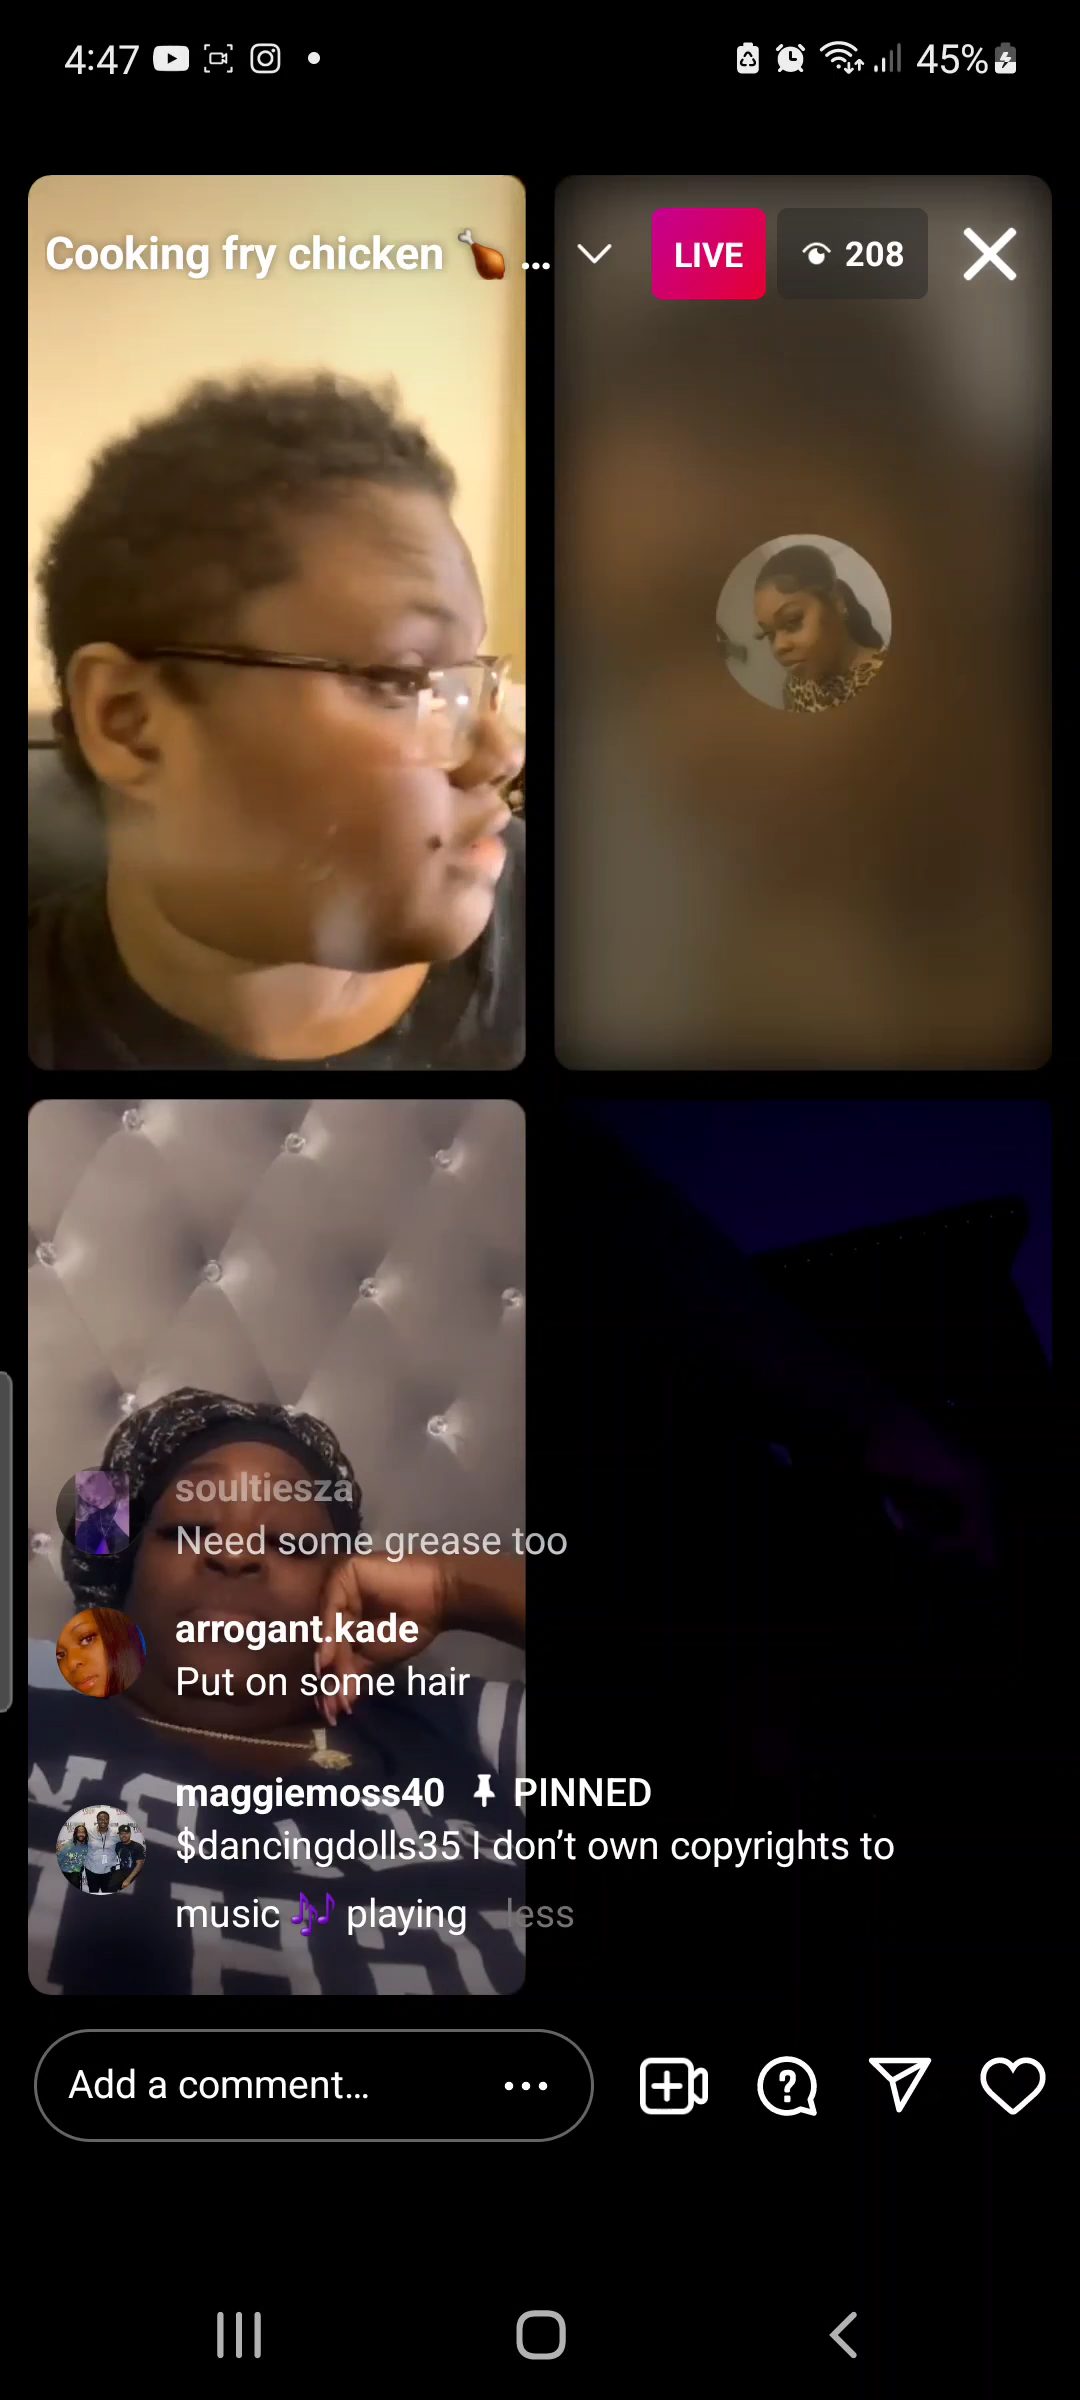 4:47 45%
Cooking fry chicken 🍗 ... LIVE 208
soultiesza
Need some grease too
arrogant.kade
Put on some hair
maggiemoss40 PINNED
$dancingdolls35 I don’t own copyrights to
music 🎶 playing less
Add a comment...